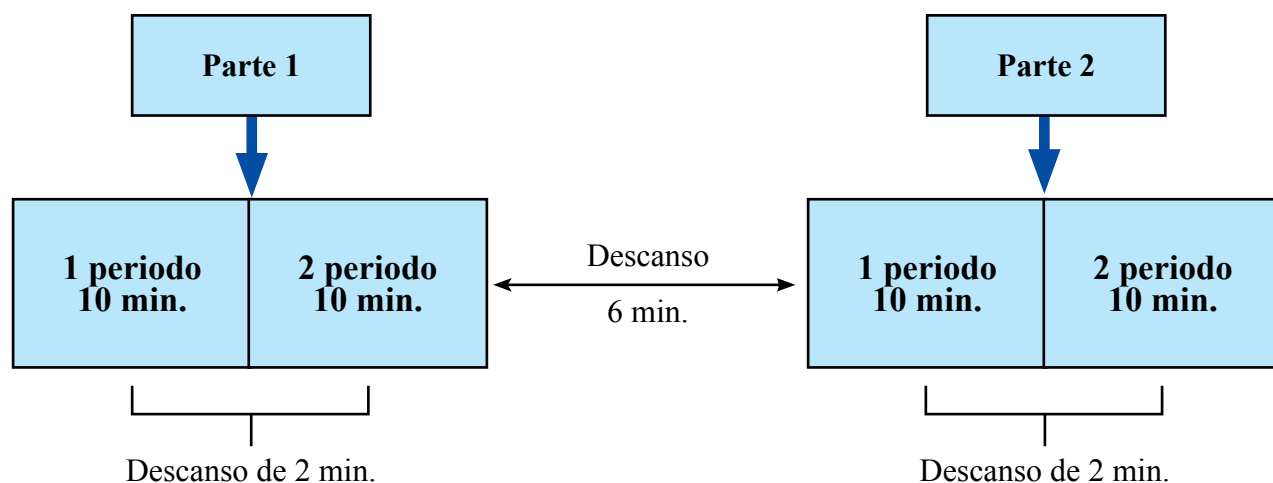 Parte 1
Parte 2
1 periodo
10 min.
2 periodo
10 min.
Descanso
6 min.
1 periodo
10 min.
2 periodo
10 min.
Descanso de 2 min.
Descanso de 2 min.